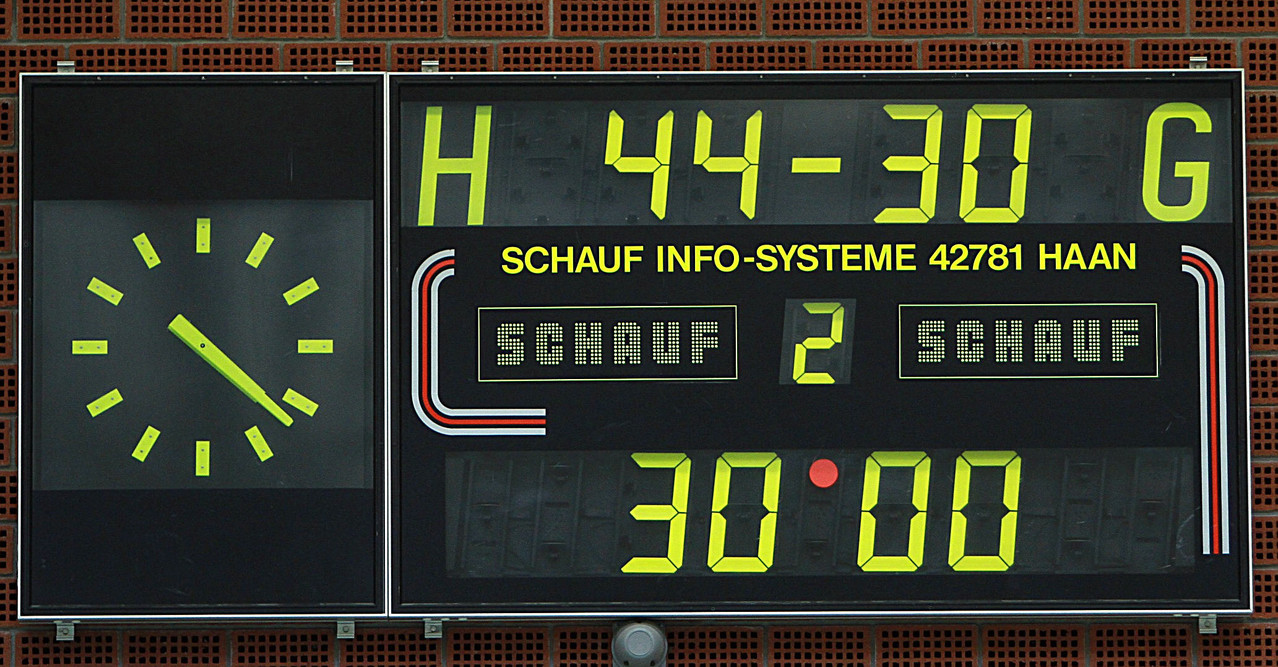 H 44-30 G
SCHAUF INFO-SYSTEME 42781 HAAN
SCHAUF 2 SCHAUF
30:00